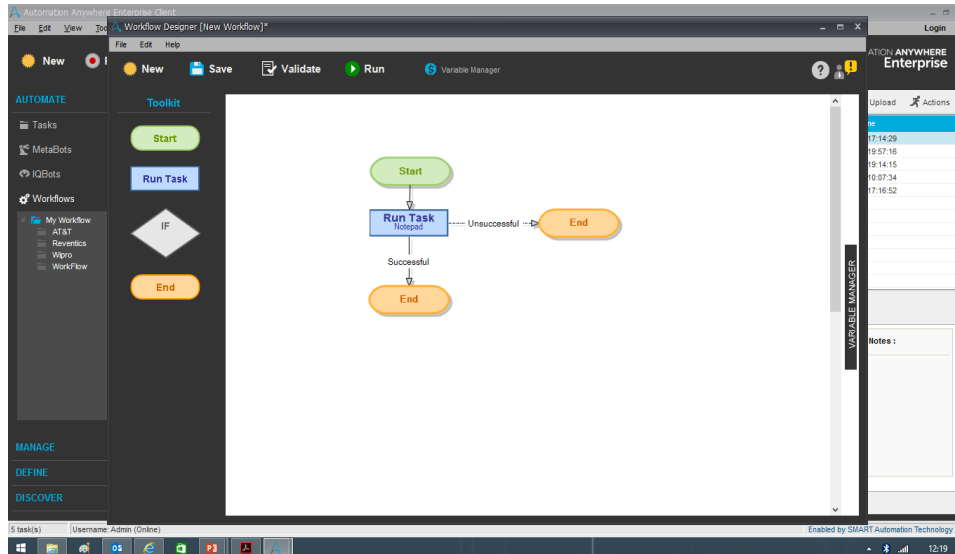 Automation Anywhere Enterprise Client
File Edit View
Login
Workflow Designer [New Workflow]*
File Edit Help
New
New Save Validate Run Variable Manager
ANYWHERE
Enterprise
AUTOMATE
Tasks
MetaBots
IQBots
Workflows
My Workflow
AT&T
Reventics
Wipro
WorkFlow
MANAGE
DEFINE
DISCOVER
Toolkit
Start
Run Task
IF
End
Start
Run Task
Notepad
Unsuccessful
End
Successful
End
VARIABLE MANAGER
Upload Actions
17:14:29
19:57:16
19:14:15
10:07:34
17:16:52
Notes :
5 task(s) Username: Admin (Online) Enabled by SMART Automation Technology
12:19